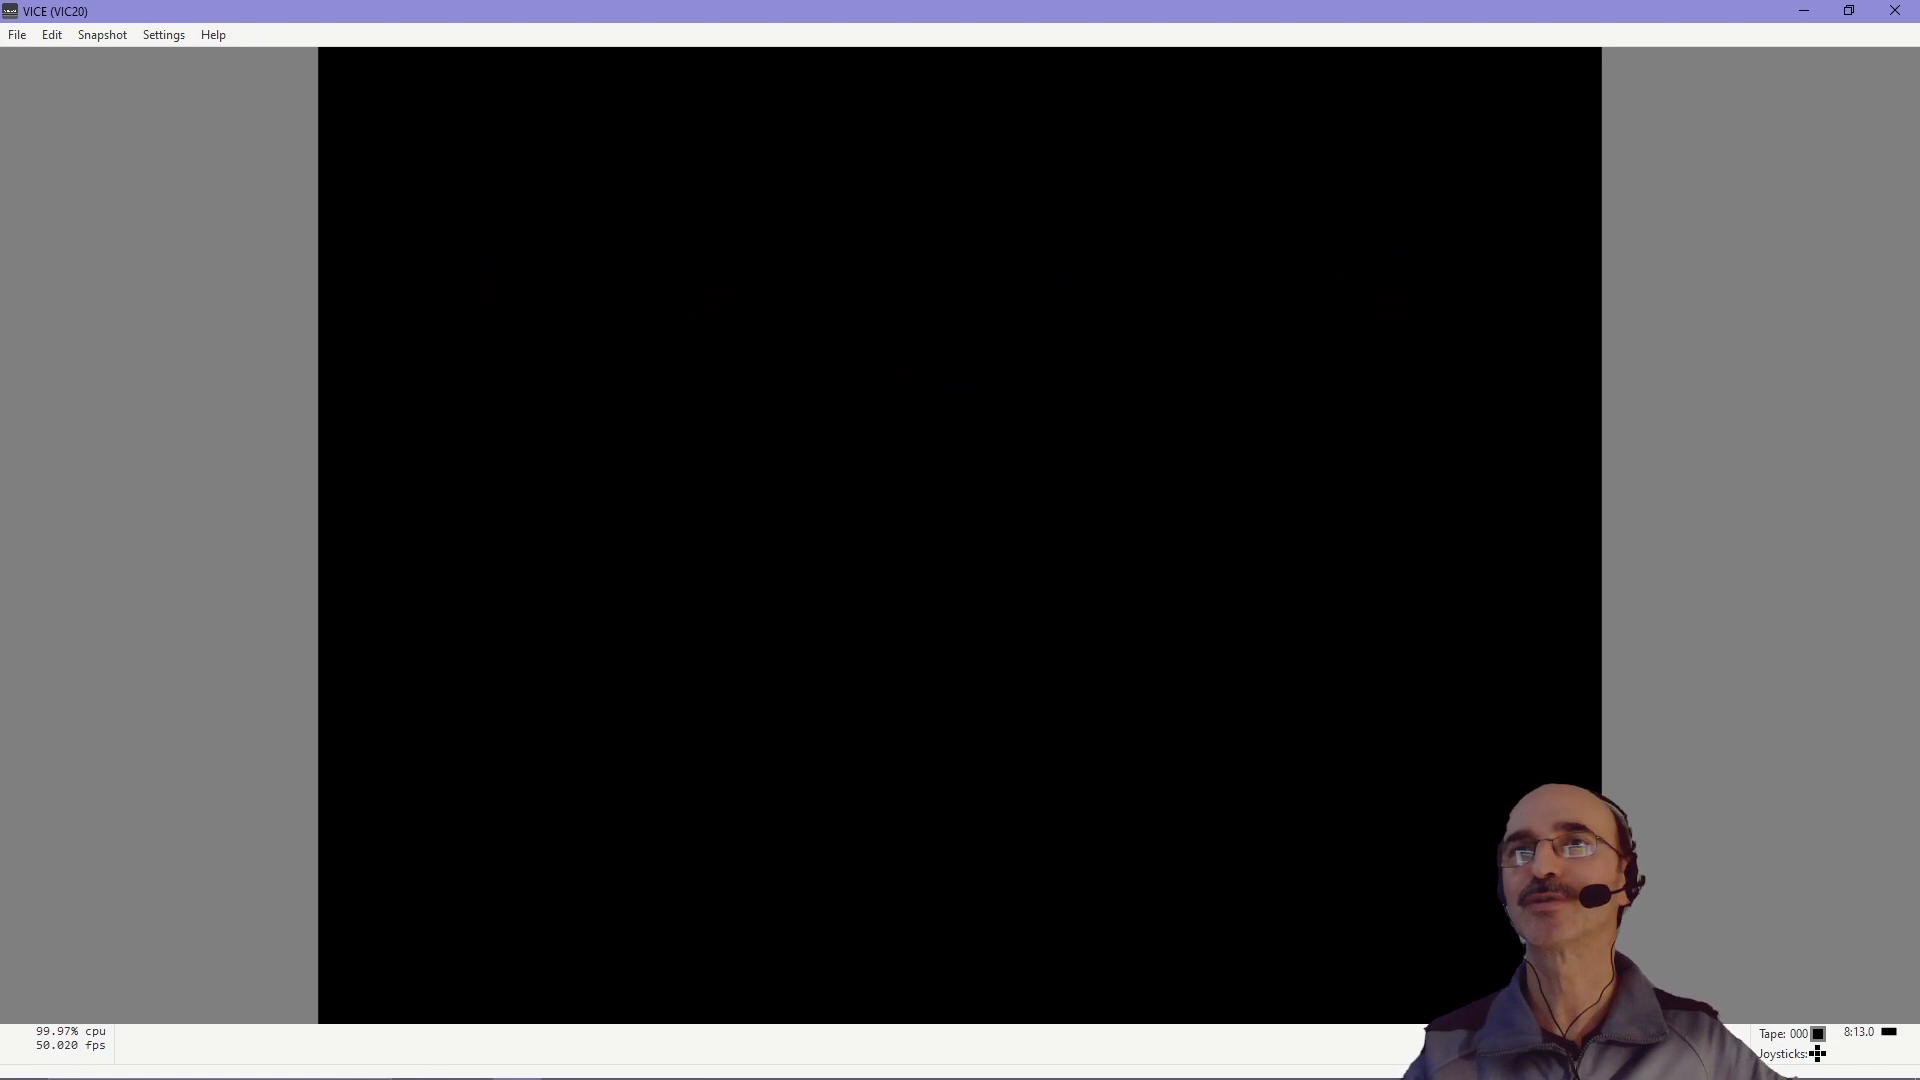 VICE (VIC20)
File Edit Snapshot Settings Help
99.97% cpu
50.020 fps
Tape: 000
8:13.0
Joysticks: